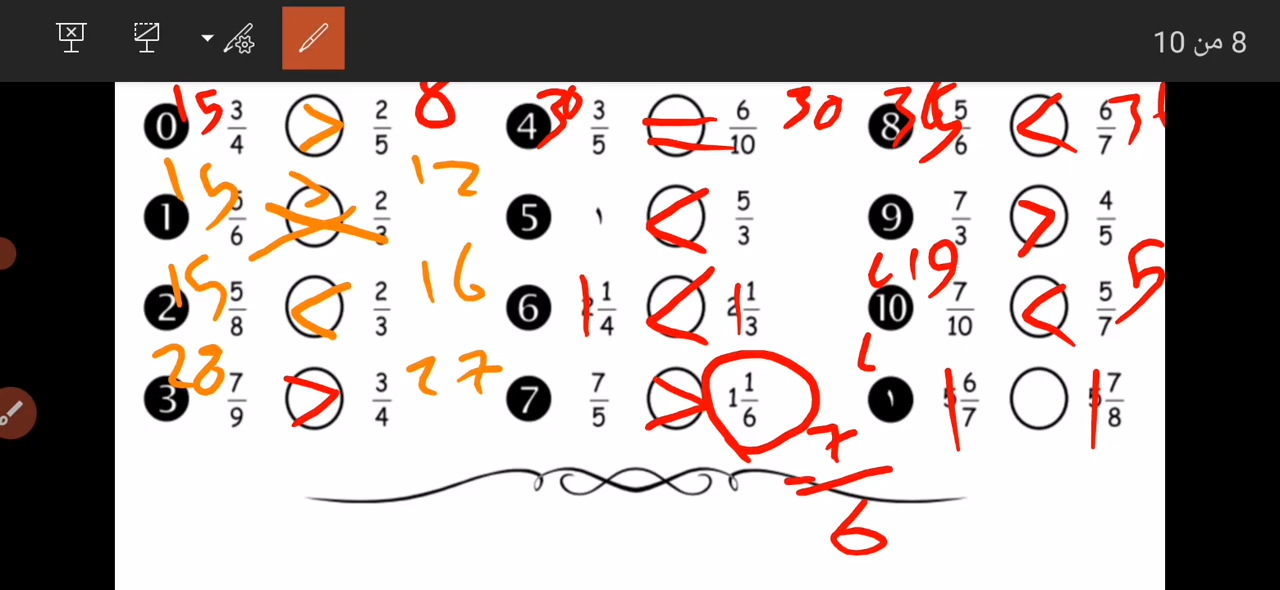 8 من 10
0 15 3/4 > 2/5 8 4 30 3/5 = 6/10 30 8 35 5/6 < 6/7
1 15 /6 > 2/3 12 5 ١ < 5/3 9 7/3 > 4/5
2 15 5/8 < 2/3 16 6 2 1/4 < 2 1/3 10 49 7/10 < 5/7 5
3 28 7/9 > 3/4 27 7 7/5 > 1 1/6 ١ 5 6/7 5 7/8
= 7/6